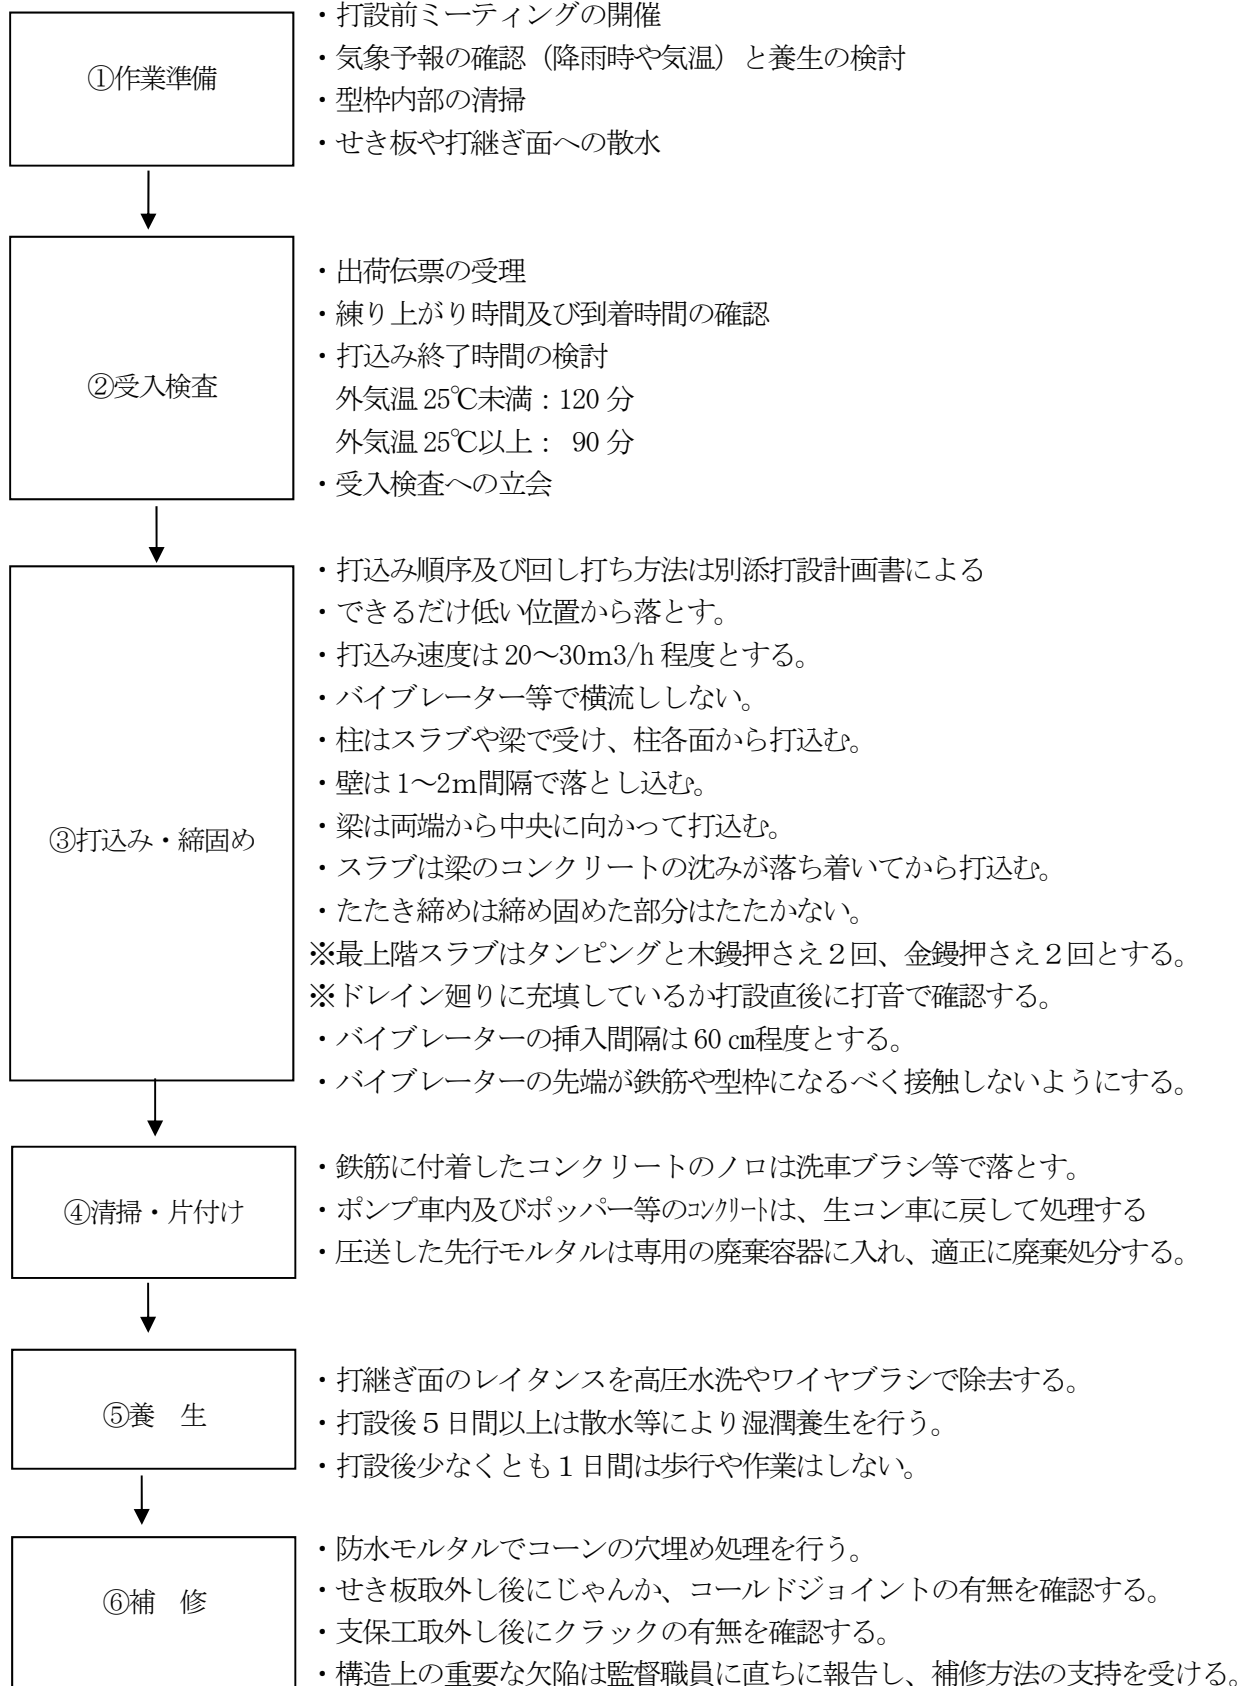 ①作業準備
・打設前ミーティングの開催
・気象予報の確認（降雨時や気温）と養生の検討
・型枠内部の清掃
・せき板や打継ぎ面への散水
②受入検査
・出荷伝票の受理
・練り上がり時間及び到着時間の確認
・打込み終了時間の検討
外気温 25℃未満：120 分
外気温 25℃以上： 90 分
・受入検査への立会
③打込み・締固め
・打込み順序及び回し打ち方法は別添打設計画書による
・できるだけ低い位置から落とす。
・打込み速度は 20～30ｍ3/h 程度とする。
・バイブレーター等で横流ししない。
・柱はスラブや梁で受け、柱各面から打込む。
・壁は 1～2ｍ間隔で落とし込む。
・梁は両端から中央に向かって打込む。
・スラブは梁のコンクリートの沈みが落ち着いてから打込む。
・たたき締めは締め固めた部分はたたかない。
※最上階スラブはタンピングと木鏝押さえ２回、金鏝押さえ２回とする。
※ドレイン廻りに充填しているか打設直後に打音で確認する。
・バイブレーターの挿入間隔は 60 ㎝程度とする。
・バイブレーターの先端が鉄筋や型枠になるべく接触しないようにする。
④清掃・片付け
・鉄筋に付着したコンクリートのノロは洗車ブラシ等で落とす。
・ポンプ車内及びポッパー等のｺﾝｸﾘｰﾄは、生コン車に戻して処理する
・圧送した先行モルタルは専用の廃棄容器に入れ、適正に廃棄処分する。
⑤養　生
・打継ぎ面のレイタンスを高圧水洗やワイヤブラシで除去する。
・打設後５日間以上は散水等により湿潤養生を行う。
・打設後少なくとも１日間は歩行や作業はしない。
⑥補　修
・防水モルタルでコーンの穴埋め処理を行う。
・せき板取外し後にじゃんか、コールドジョイントの有無を確認する。
・支保工取外し後にクラックの有無を確認する。
・構造上の重要な欠陥は監督職員に直ちに報告し、補修方法の支持を受ける。